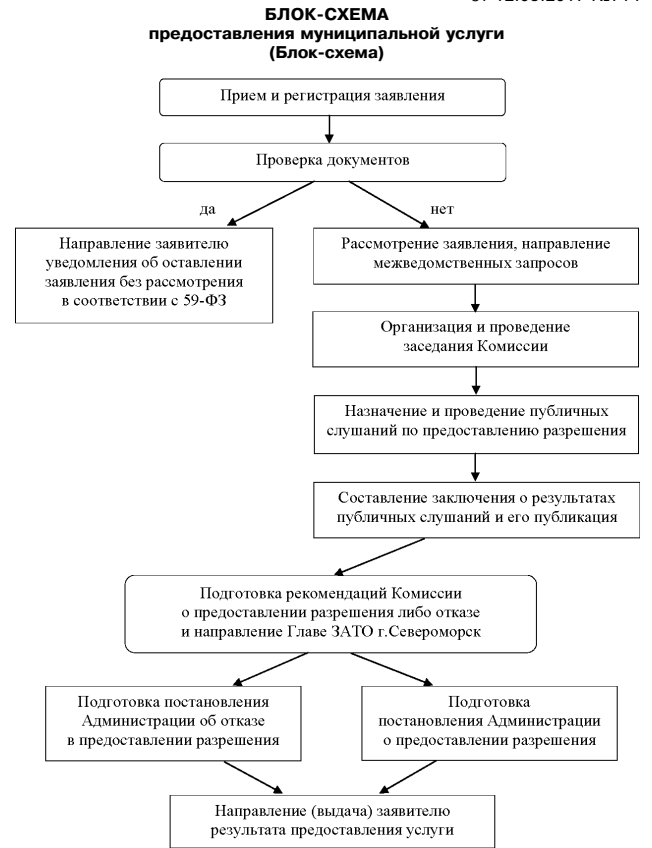 БЛОК-СХЕМА
предоставления муниципальной услуги
(Блок-схема)
Прием и регистрация заявления
Проверка документов
да
нет
Направление заявителю
уведомления об оставлении
заявления без рассмотрения
в соответствии с 59-ФЗ
Рассмотрение заявления, направление
межведомственных запросов
Организация и проведение
заседания Комиссии
Назначение и проведение публичных
слушаний по предоставлению разрешения
Составление заключения о результатах
публичных слушаний и его публикация
Подготовка рекомендаций Комиссии
о предоставлении разрешения либо отказе
и направление Главе ЗАТО г.Североморск
Подготовка постановления
Администрации об отказе
в предоставлении разрешения
Подготовка
постановления Администрации
о предоставлении разрешения
Направление (выдача) заявителю
результата предоставления услуги